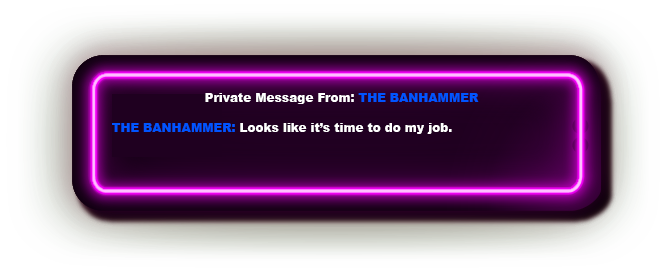 Private Message From: THE BANHAMMER
THE BANHAMMER: Looks like it’s time to do my job.